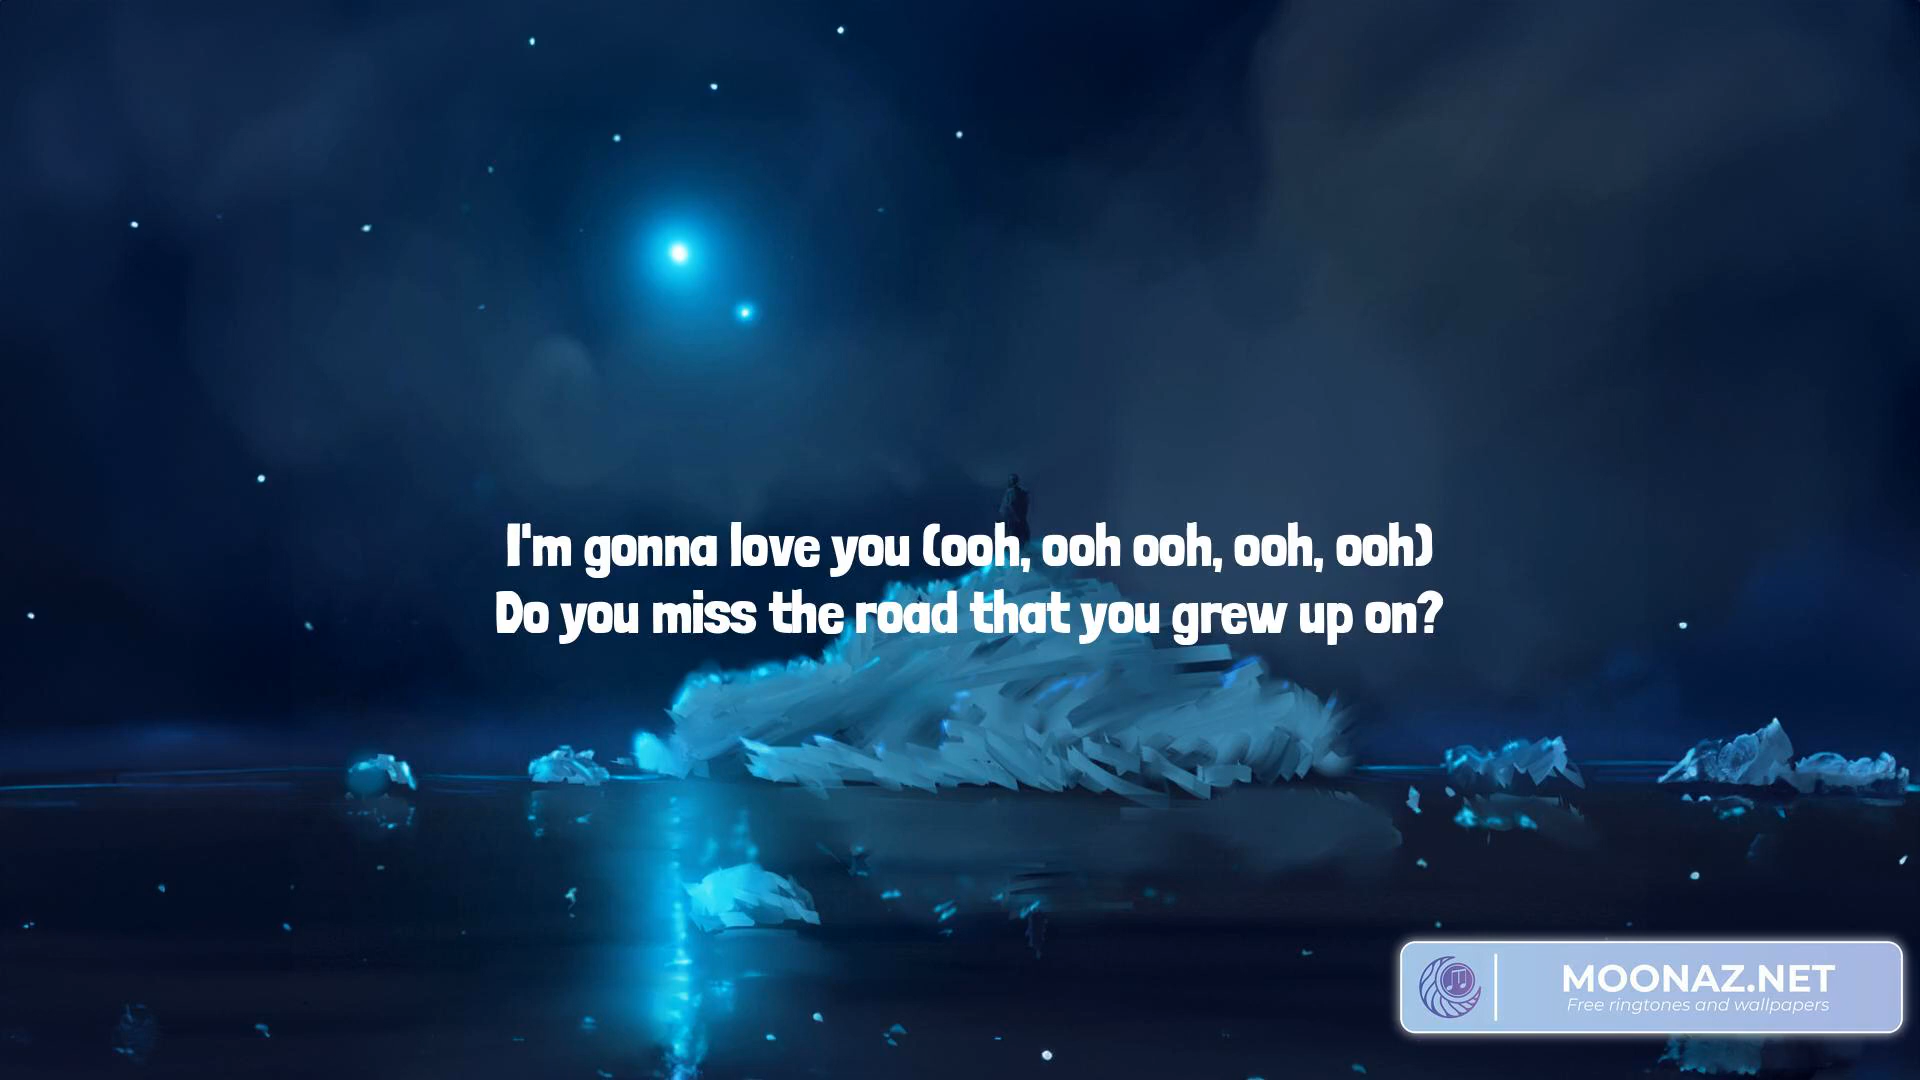 I'm gonna love you (ooh, ooh ooh, ooh, ooh)
Do you miss the road that you grew up on?
MOONAZ.NET
Free ringtones and wallpapers